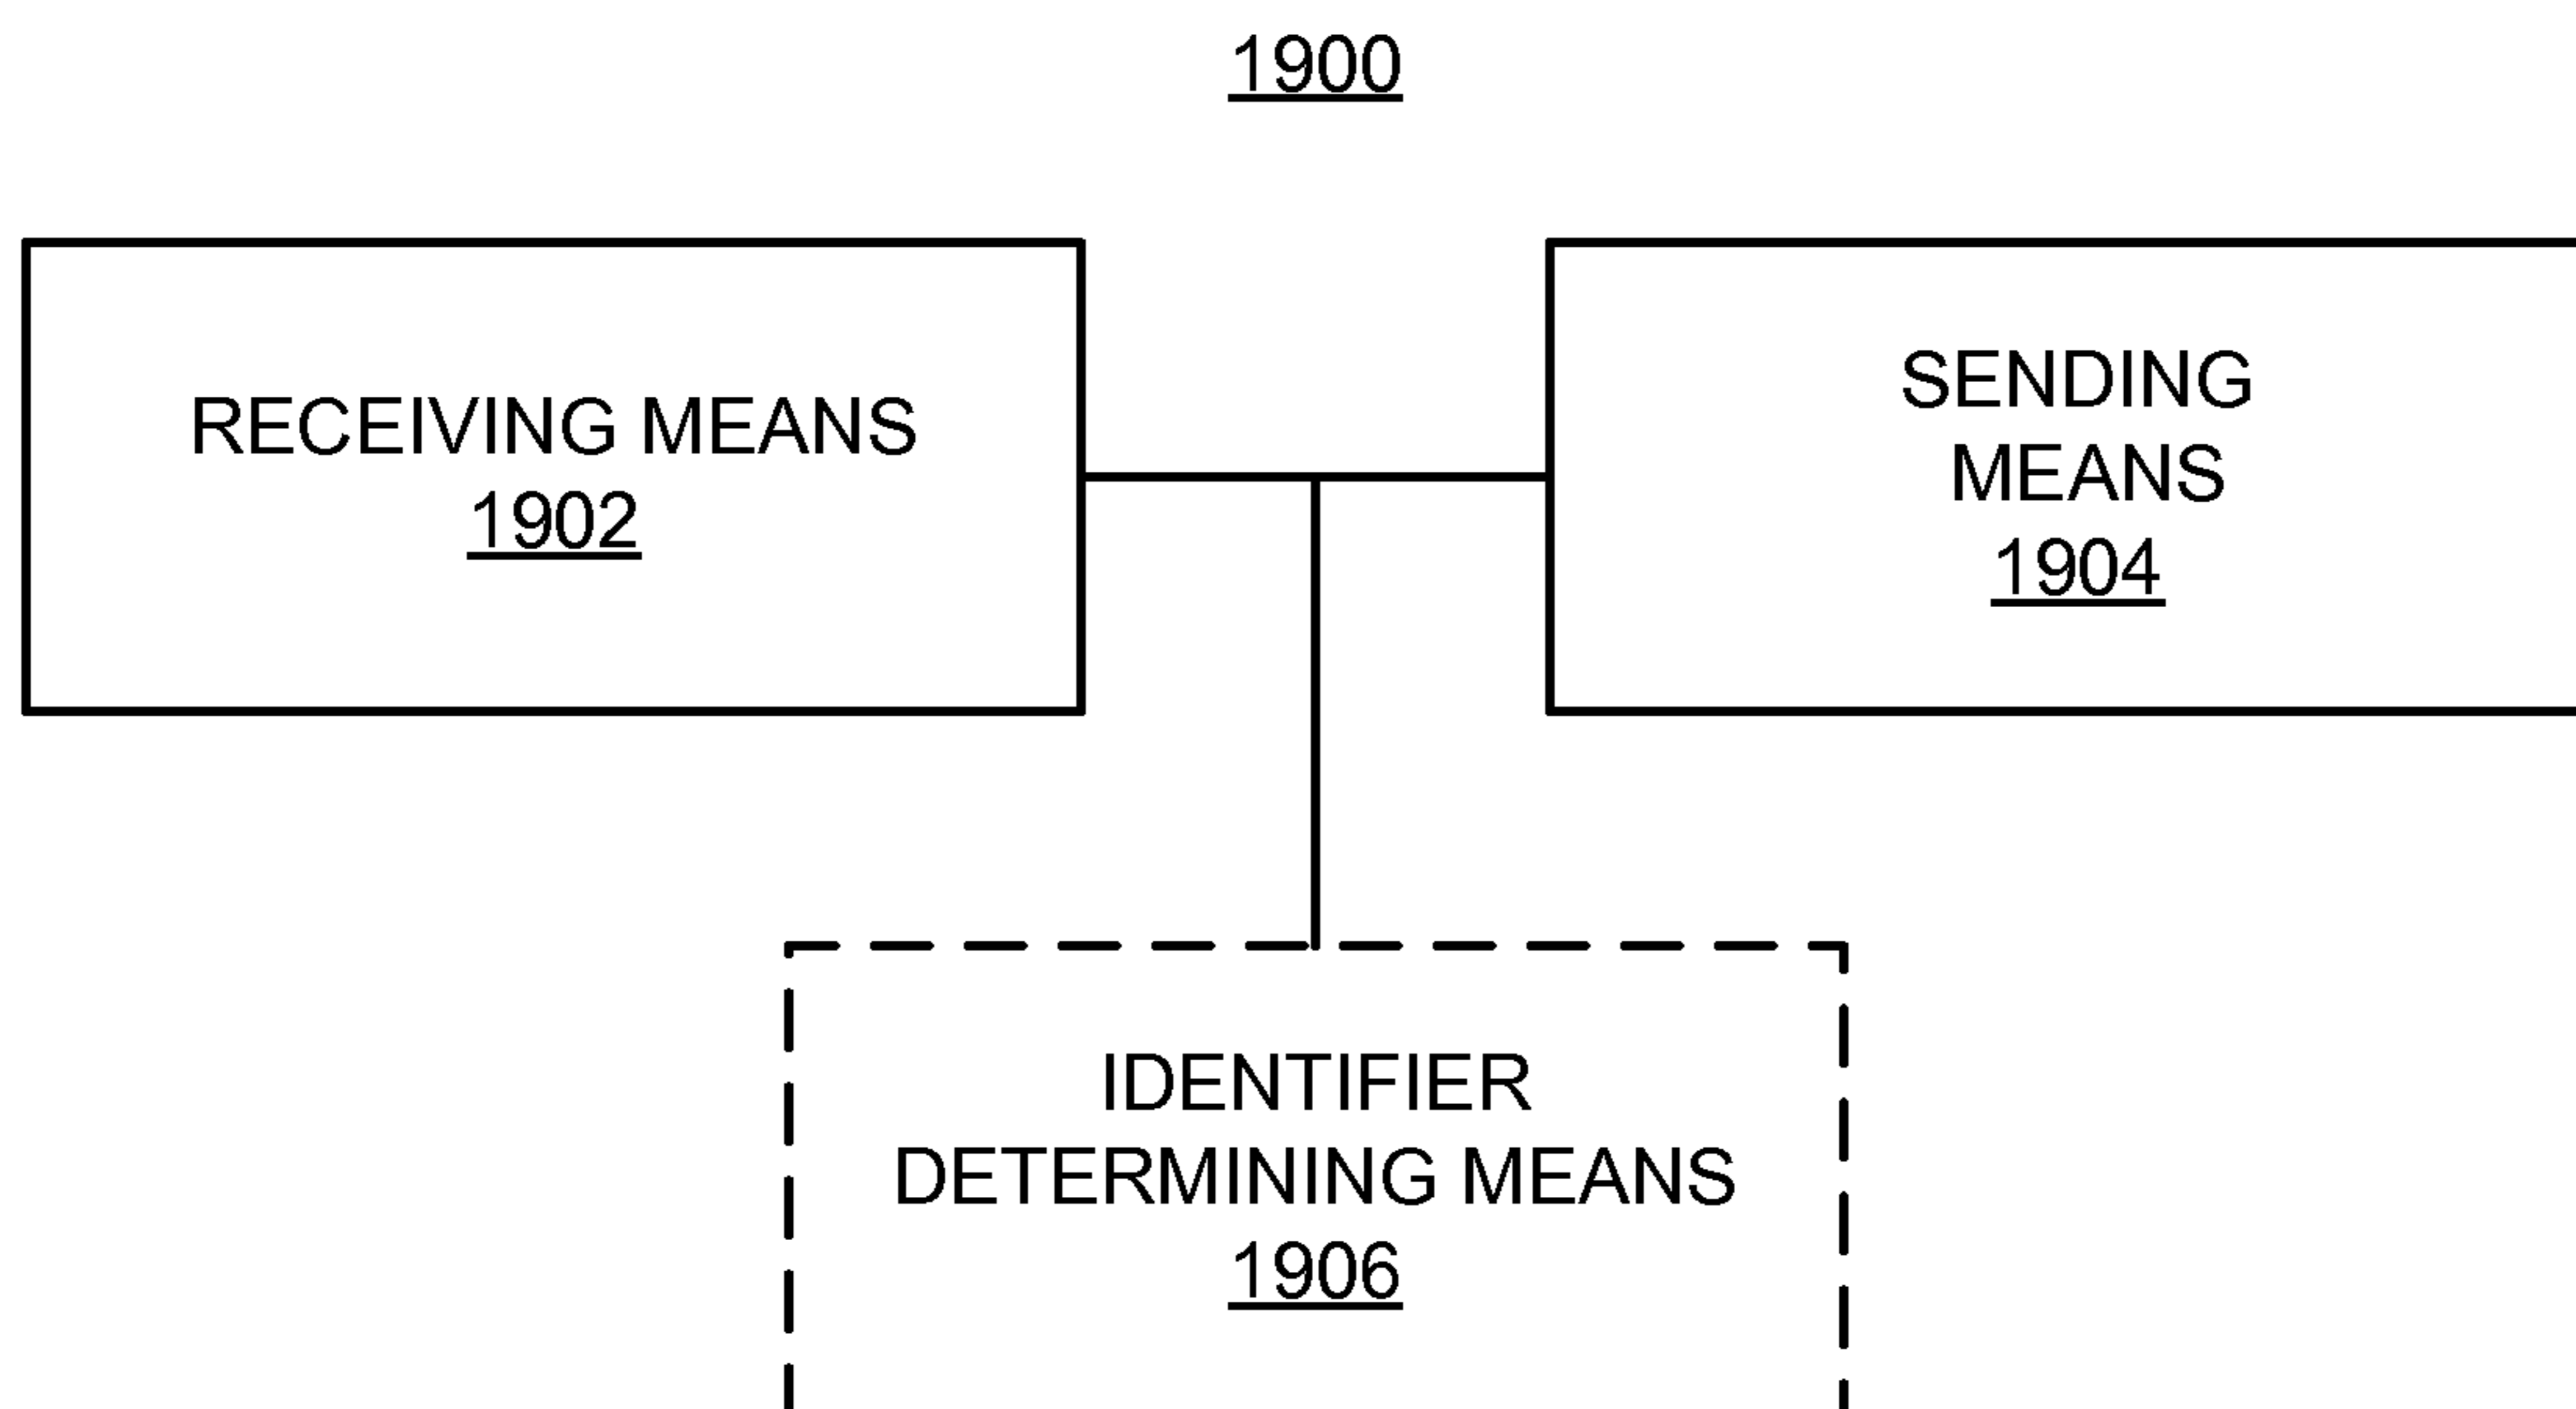 1900
RECEIVING MEANS
1902
SENDING
MEANS
1904
IDENTIFIER
DETERMINING MEANS
1906